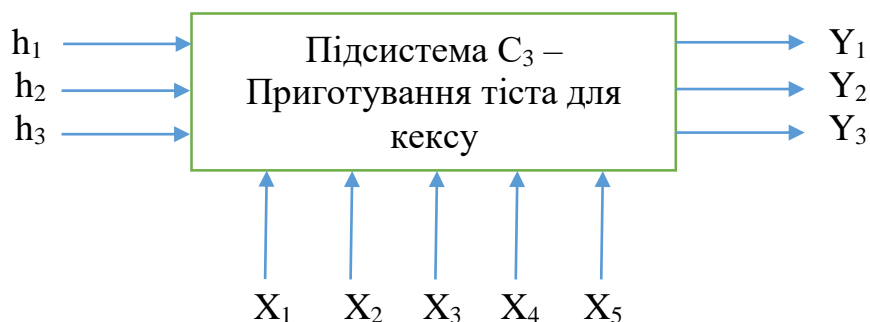 h₁
h₂
h₃
Підсистема С₃ –
Приготування тіста для
кексу
Y₁
Y₂
Y₃
X₁ X₂ X₃ X₄ X₅